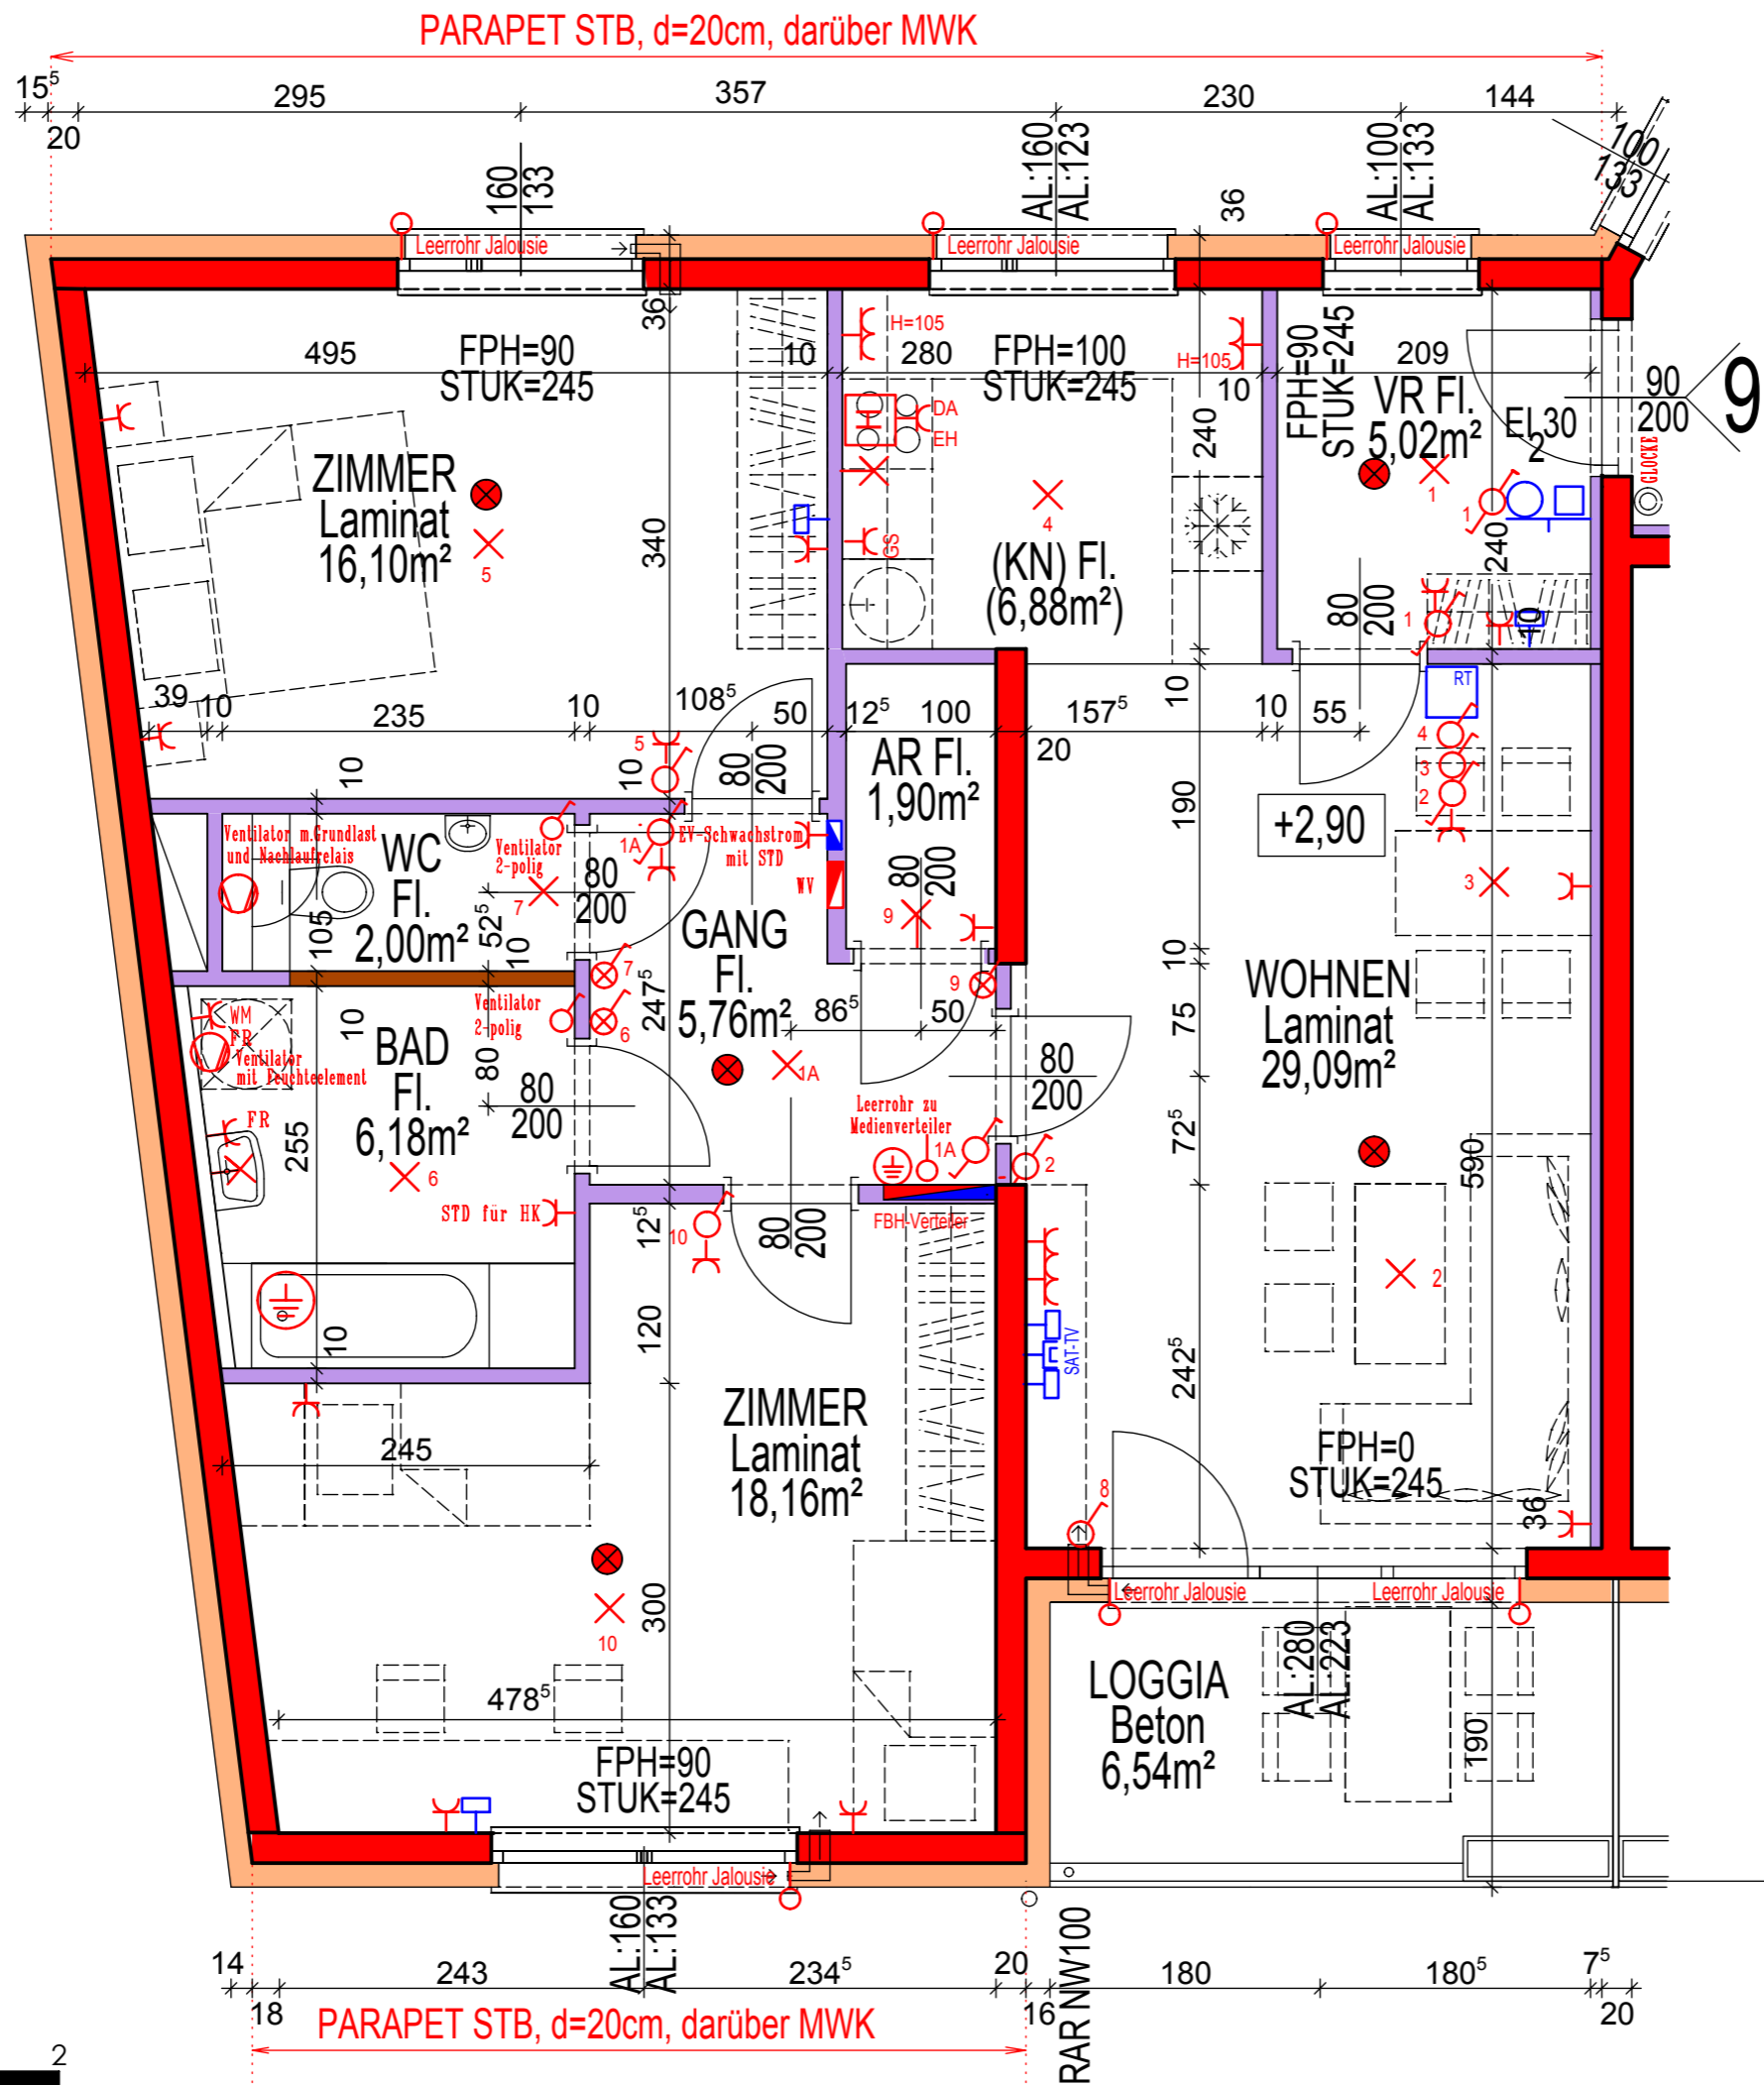 PARAPET STB, d=20cm, darüber MWK
15⁵ 295 357 230 144
20
160
133
AL:160
AL:123
36
AL:100
AL:133
100
133
Leerrohr Jalousie
Leerrohr Jalousie
Leerrohr Jalousie
36
495
FPH=90
STUK=245
10
H=105
280
FPH=100
STUK=245
H=105
10
FPH=90
STUK=245
209
VR Fl.
5,02m²
EI 30
2
90
200
9
GLOCKE
DA
EH
240
1
1
ZIMMER
Laminat
16,10m²
5
340
GS
4
(KN) Fl.
(6,88m²)
240
80
200
1
10
RT
39 10 235 10 108⁵ 50 12⁵ 100 157⁵ 10 55
20
10
10
10
5
80
200
AR Fl.
1,90m²
190
+2,90
4
3
2
Ventilator m.Grundlast
und Nachlaufrelais
WC
Fl.
2,00m²
Ventilator
2-polig
1A
EV-Schwachstrom
mit STD
WV
80
200
80
200
9
3
7
105
52⁵
10
GANG
Fl.
5,76m²
7
6
247⁵
9
10
WOHNEN
Laminat
29,09m²
75
86⁵ 50
WM
FR
Ventilator
mit Feuchteelement
10
BAD
Fl.
6,18m²
Ventilator
2-polig
80
80
200
1A
80
200
72⁵
590
FR
255
6
STD für HK
Leerrohr zu
Medienverteiler
1A
2
FBH-Verteiler
12⁵
10
80
200
2
10
120
SAT-TV
242⁵
245
ZIMMER
Laminat
18,16m²
FPH=0
STUK=245
36
8
300
10
Leerrohr Jalousie
Leerrohr Jalousie
LOGGIA
Beton
6,54m²
AL:280
AL:223
190
478⁵
FPH=90
STUK=245
Leerrohr Jalousie
AL:160
AL:133
RAR NW100
14 243 234⁵ 20 180 180⁵ 7⁵
18 16 20
PARAPET STB, d=20cm, darüber MWK
2